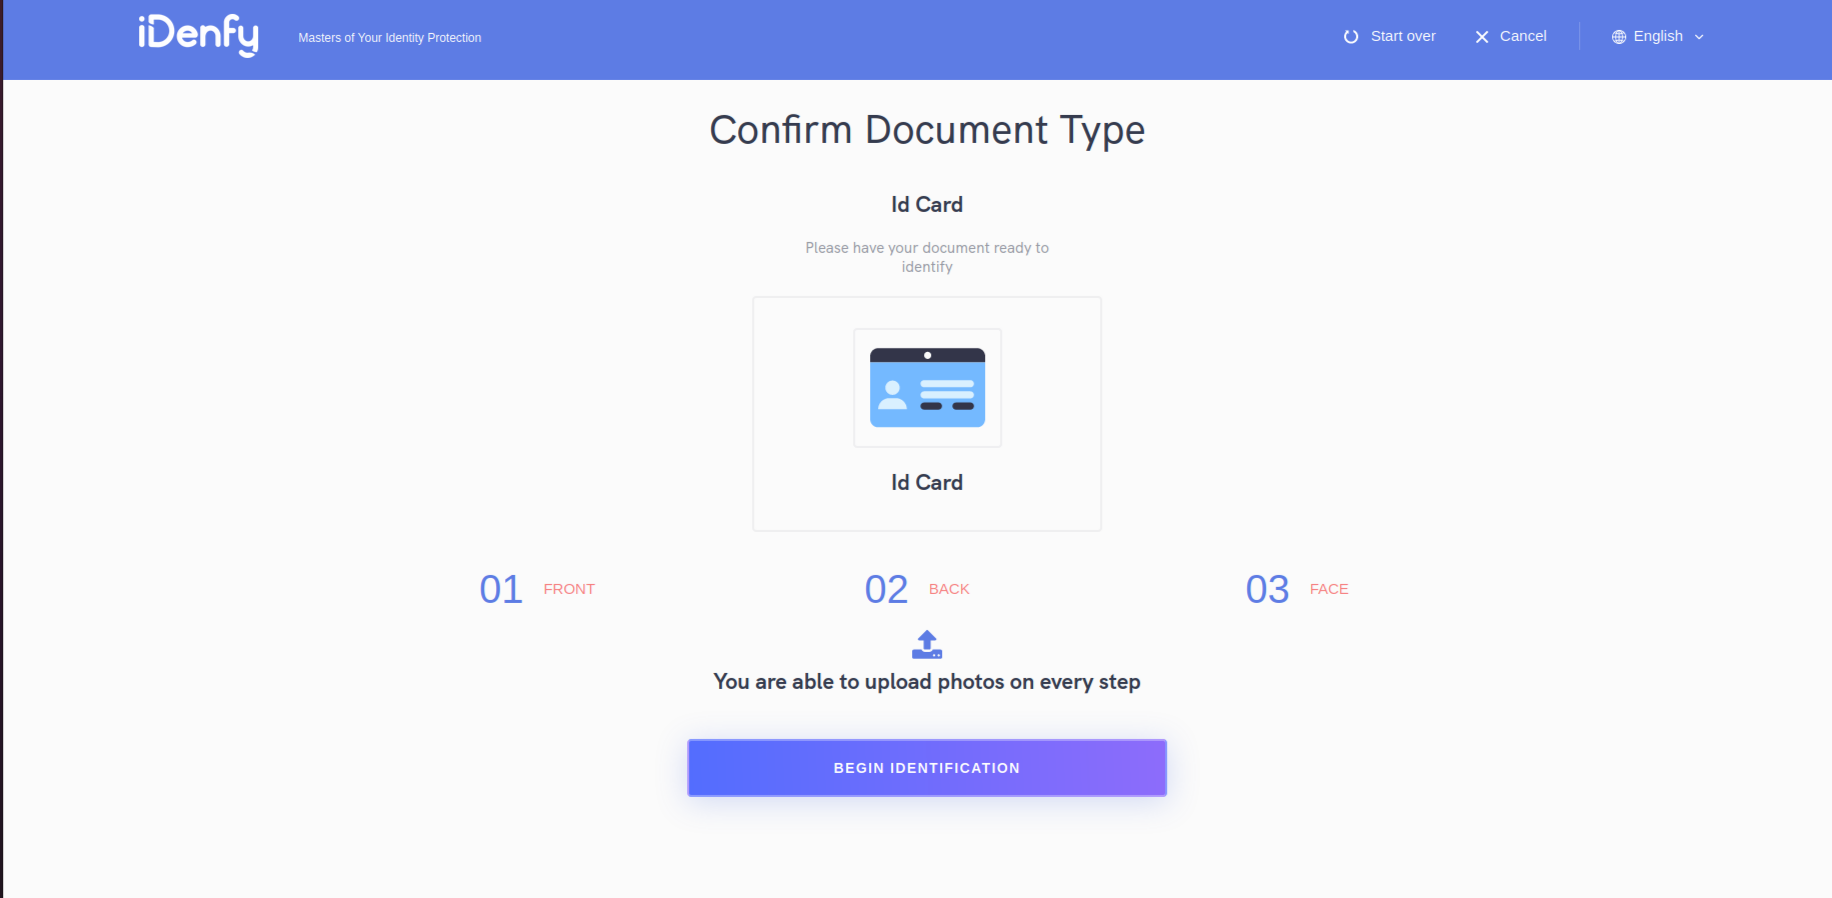 iDenfy
Masters of Your Identity Protection
Start over
Cancel
English
Confirm Document Type
Id Card
Please have your document ready to
identify
Id Card
01 FRONT
02 BACK
03 FACE
You are able to upload photos on every step
BEGIN IDENTIFICATION